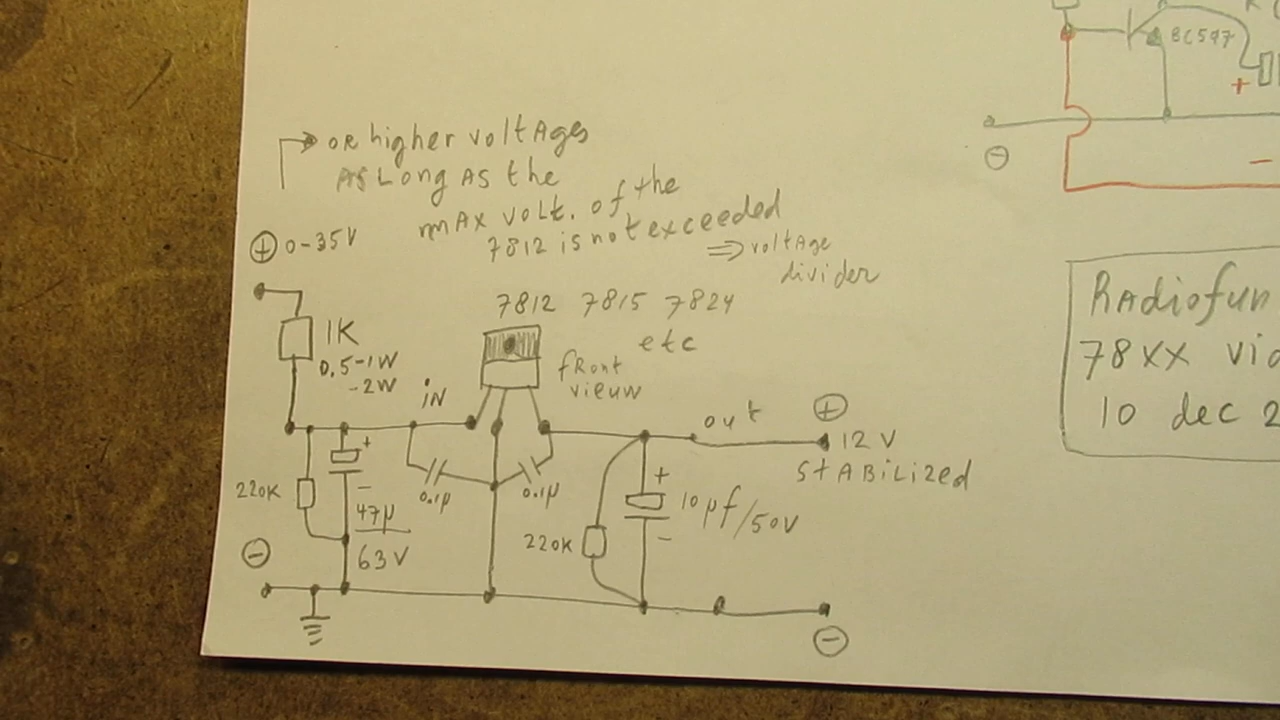 OR higher voltAges
AS Long AS the
mAx volt. of the
7812 is not exceeded
⇒ voltAge
divider
⊕ 0-35V
7812 7815 7824
etc
1K
0,5-1W
-2W
fRont
vieuw
iN
out
⊕
12 V
StABilized
+
220K
-
47µ
63V
0.1µ
0.1µ
+
10µf/50V
-
220K
⊖
⊖
BC547
+
⊖
-
RAdiofun
78XX
10 dec 2